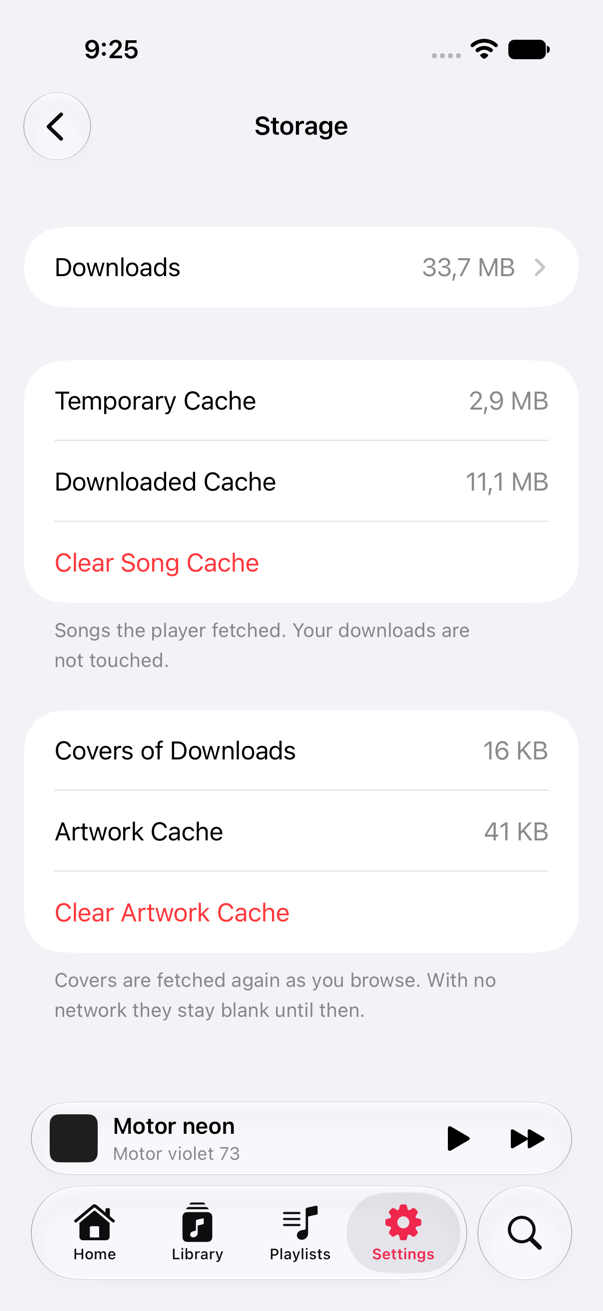 9:25
Storage
Downloads
33,7 MB
Temporary Cache
2,9 MB
Downloaded Cache
11,1 MB
Clear Song Cache
Songs the player fetched. Your downloads are
not touched.
Covers of Downloads
16 KB
Artwork Cache
41 KB
Clear Artwork Cache
Covers are fetched again as you browse. With no
network they stay blank until then.
Motor neon
Motor violet 73
Home
Library
Playlists
Settings